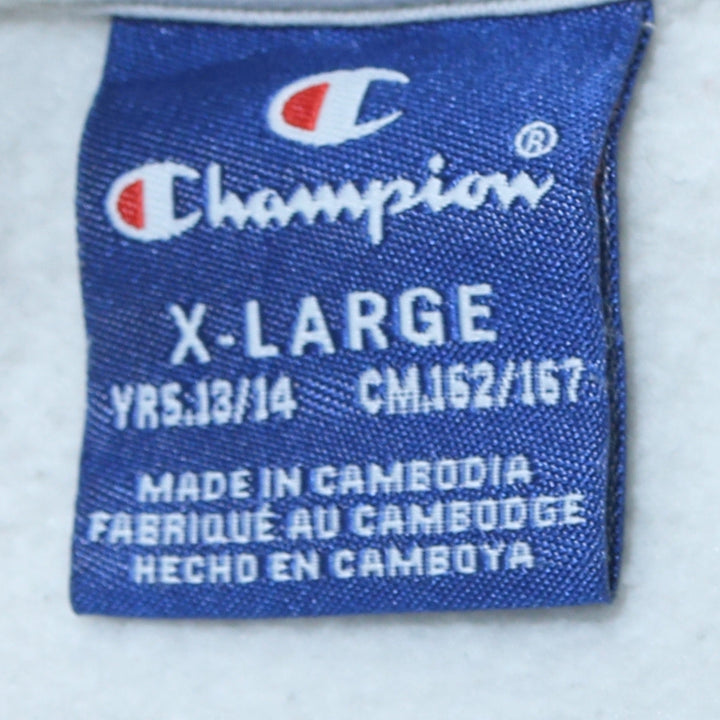 Champion®
X-LARGE
YRS.13/14 CM.162/167
MADE IN CAMBODIA
FABRIQUÉ AU CAMBODGE
HECHO EN CAMBOYA